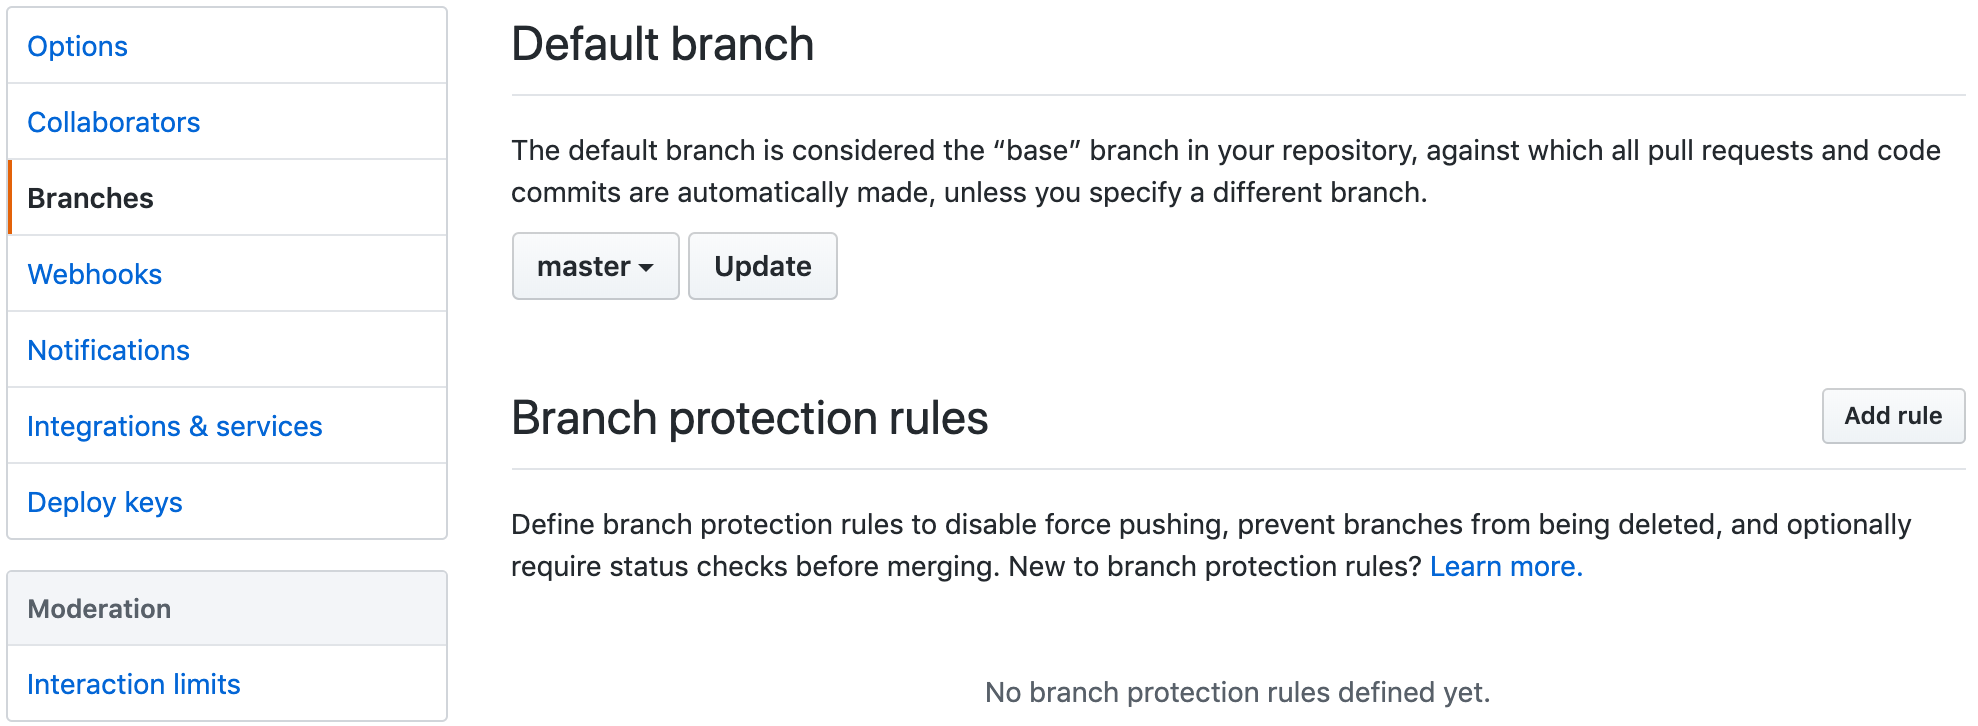 Options
Collaborators
Branches
Webhooks
Notifications
Integrations & services
Deploy keys
Moderation
Interaction limits
Default branch
The default branch is considered the “base” branch in your repository, against which all pull requests and code
commits are automatically made, unless you specify a different branch.
master Update
Branch protection rules Add rule
Define branch protection rules to disable force pushing, prevent branches from being deleted, and optionally
require status checks before merging. New to branch protection rules? Learn more.
No branch protection rules defined yet.